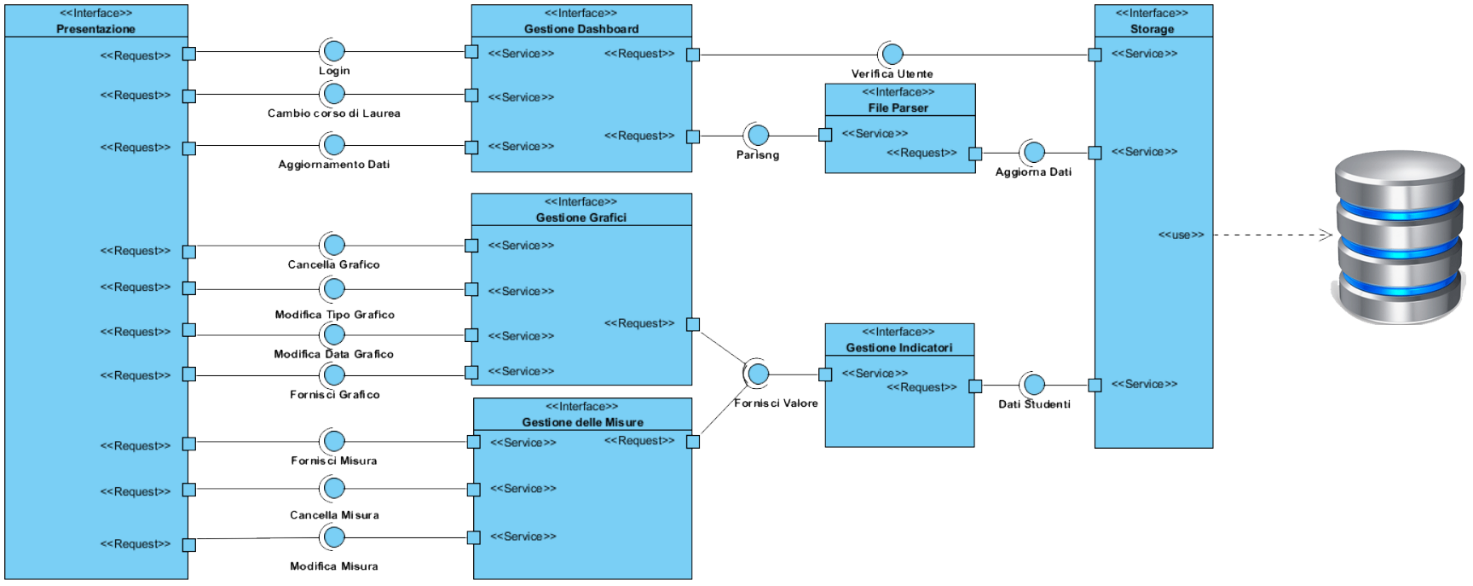 <<Interface>>
Presentazione
<<Request>>
<<Request>>
<<Request>>
<<Request>>
<<Request>>
<<Request>>
<<Request>>
<<Request>>
<<Request>>
<<Request>>
Login
Cambio corso di Laurea
Aggiornamento Dati
Cancella Grafico
Modifica Tipo Grafico
Modifica Data Grafico
Fornisci Grafico
Fornisci Misura
Cancella Misura
Modifica Misura
<<Interface>>
Gestione Dashboard
<<Service>>
<<Request>>
<<Service>>
<<Request>>
<<Service>>
<<Interface>>
Gestione Grafici
<<Service>>
<<Service>>
<<Request>>
<<Service>>
<<Service>>
<<Interface>>
Gestione delle Misure
<<Service>>
<<Request>>
<<Service>>
<<Service>>
Verifica Utente
Parisng
Fornisci Valore
<<Interface>>
File Parser
<<Service>>
<<Request>>
Aggiorna Dati
<<Interface>>
Gestione Indicatori
<<Service>>
<<Request>>
Dati Studenti
<<Interface>>
Storage
<<Service>>
<<Service>>
<<use>>
<<Service>>